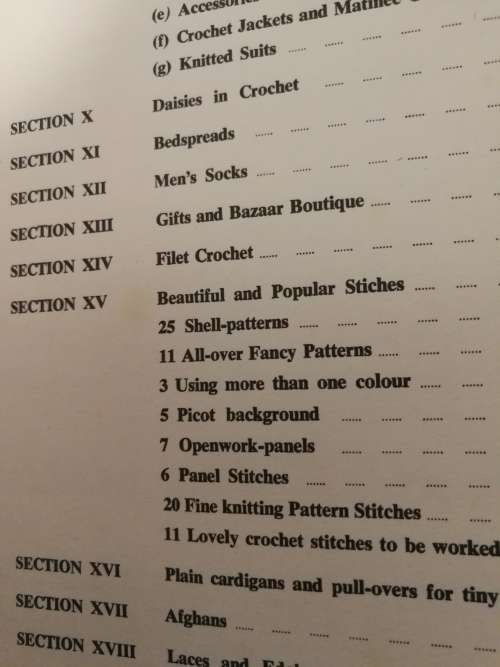 (e) Accessories
(f) Crochet Jackets and Matinee
(g) Knitted Suits ...... ...... ...... ......
SECTION X Daisies in Crochet ...... ...... ...... ......
SECTION XI Bedspreads ...... ...... ...... ...... ...... ......
SECTION XII Men's Socks ...... ...... ...... ...... ...... ......
SECTION XIII Gifts and Bazaar Boutique ...... ...... ...... ......
SECTION XIV Filet Crochet ...... ...... ...... ...... ...... ......
SECTION XV Beautiful and Popular Stiches ...... ......
25 Shell-patterns ...... ...... ...... ...... ......
11 All-over Fancy Patterns ...... ...... ......
3 Using more than one colour ...... ......
5 Picot background ...... ...... ...... ......
7 Openwork-panels ...... ...... ...... ......
6 Panel Stitches ...... ...... ...... ...... ......
20 Fine knitting Pattern Stitches ...... ......
11 Lovely crochet stitches to be worked
SECTION XVI Plain cardigans and pull-overs for tiny
SECTION XVII Afghans ...... ...... ...... ...... ...... ......
SECTION XVIII Laces and